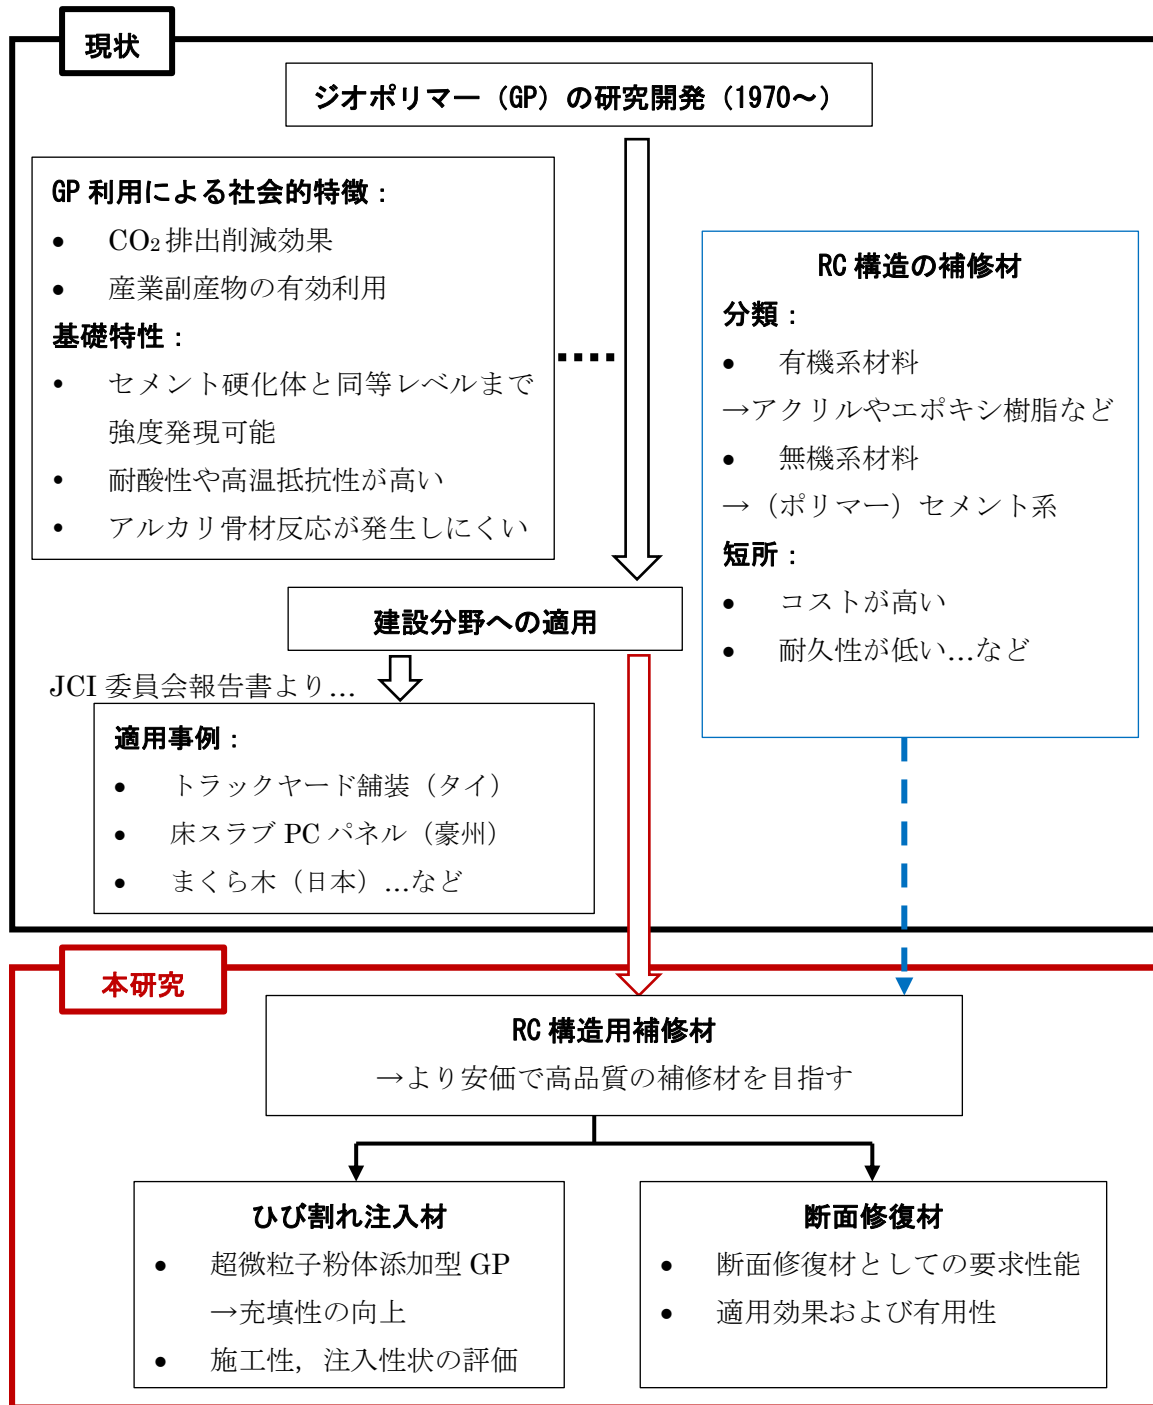 現状
ジオポリマー（GP）の研究開発（1970～）
GP 利用による社会的特徴：
• CO₂排出削減効果
• 産業副産物の有効利用
基礎特性：
• セメント硬化体と同等レベルまで
強度発現可能
• 耐酸性や高温抵抗性が高い
• アルカリ骨材反応が発生しにくい
RC 構造の補修材
分類：
• 有機系材料
→アクリルやエポキシ樹脂など
• 無機系材料
→（ポリマー）セメント系
短所：
• コストが高い
• 耐久性が低い…など
建設分野への適用
JCI 委員会報告書より…
適用事例：
• トラックヤード舗装（タイ）
• 床スラブ PC パネル（豪州）
• まくら木（日本）…など
本研究
RC 構造用補修材
→より安価で高品質の補修材を目指す
ひび割れ注入材
• 超微粒子粉体添加型 GP
→充填性の向上
• 施工性，注入性状の評価
断面修復材
• 断面修復材としての要求性能
• 適用効果および有用性